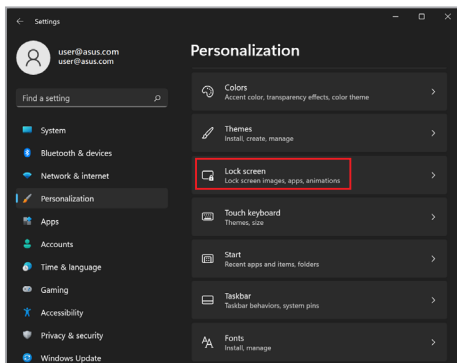 Settings
user@asus.com
user@asus.com
Find a setting
System
Bluetooth & devices
Network & internet
Personalization
Apps
Accounts
Time & language
Gaming
Accessibility
Privacy & security
Windows Update
Personalization
Colors
Accent color, transparency effects, color theme
Themes
Install, create, manage
Lock screen
Lock screen images, apps, animations
Touch keyboard
Themes, size
Start
Recent apps and items, folders
Taskbar
Taskbar behaviors, system pins
Fonts
Install, manage